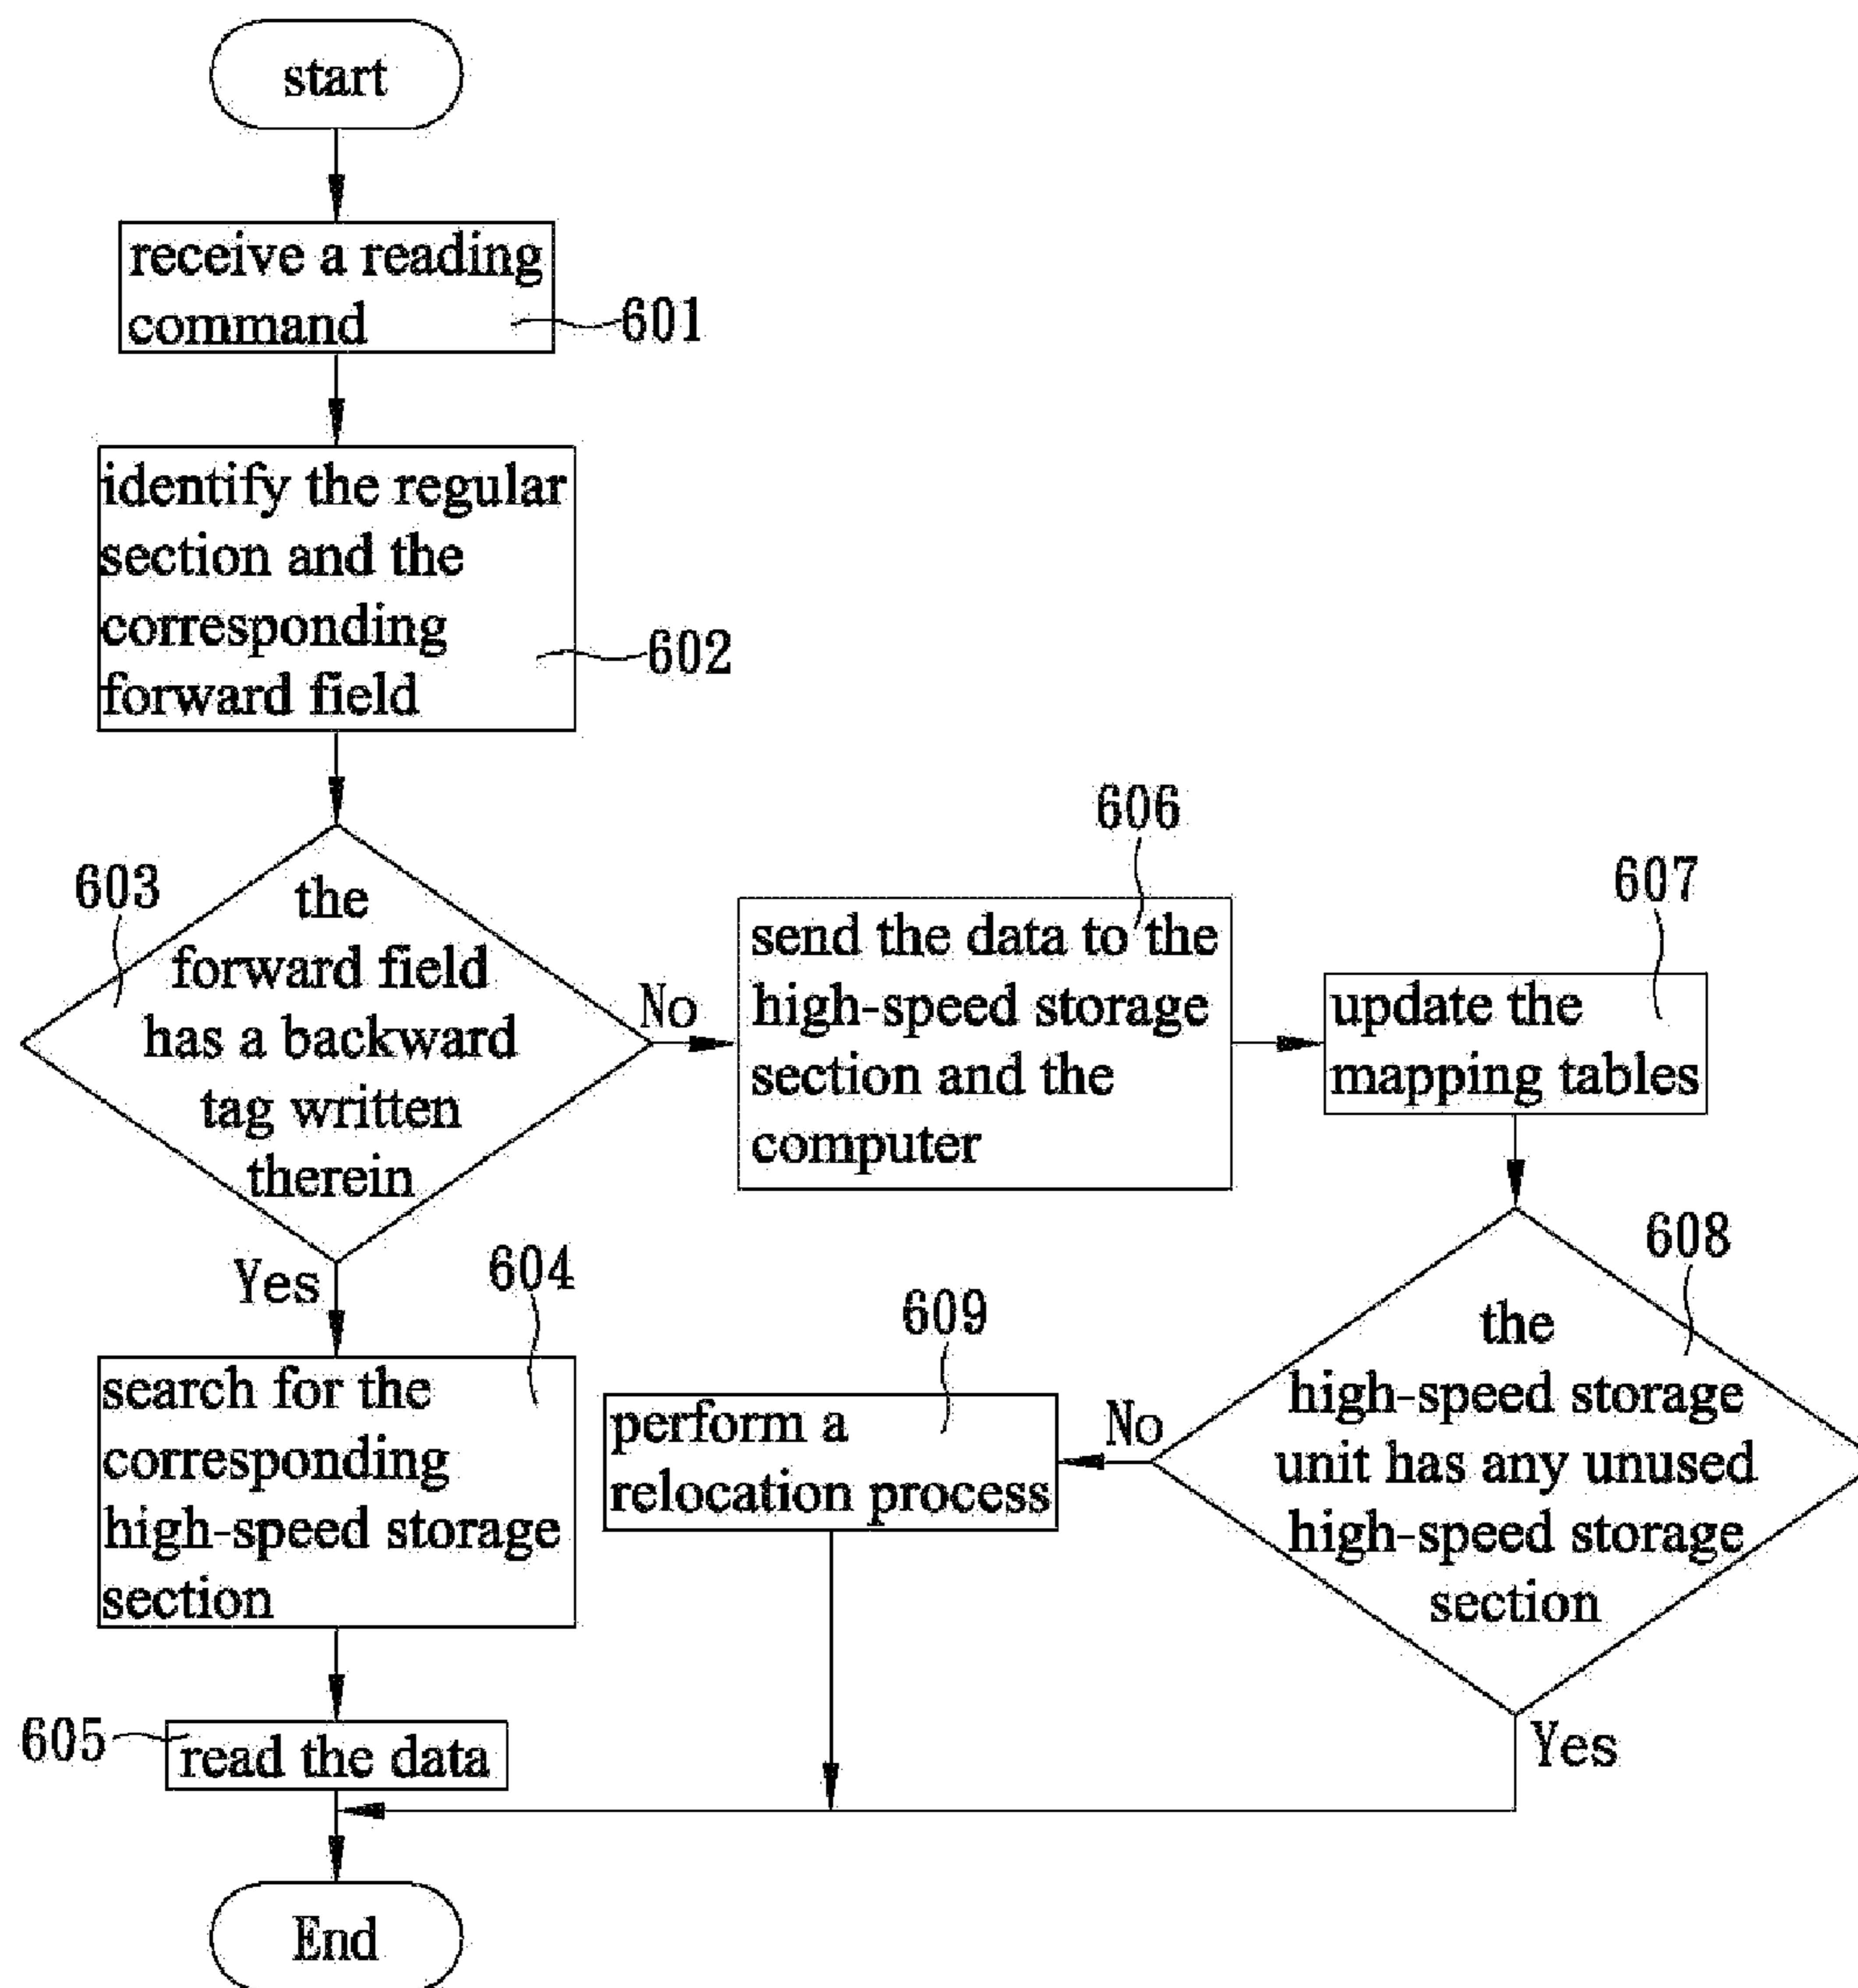 start
receive a reading
command
601
identify the regular
section and the
corresponding
forward field
602
603
the
forward field
has a backward
tag written
therein
No
Yes
606
send the data to the
high-speed storage
section and the
computer
607
update the
mapping tables
604
search for the
corresponding
high-speed storage
section
608
the
high-speed storage
unit has any unused
high-speed storage
section
No
Yes
609
perform a
relocation process
605
read the data
End